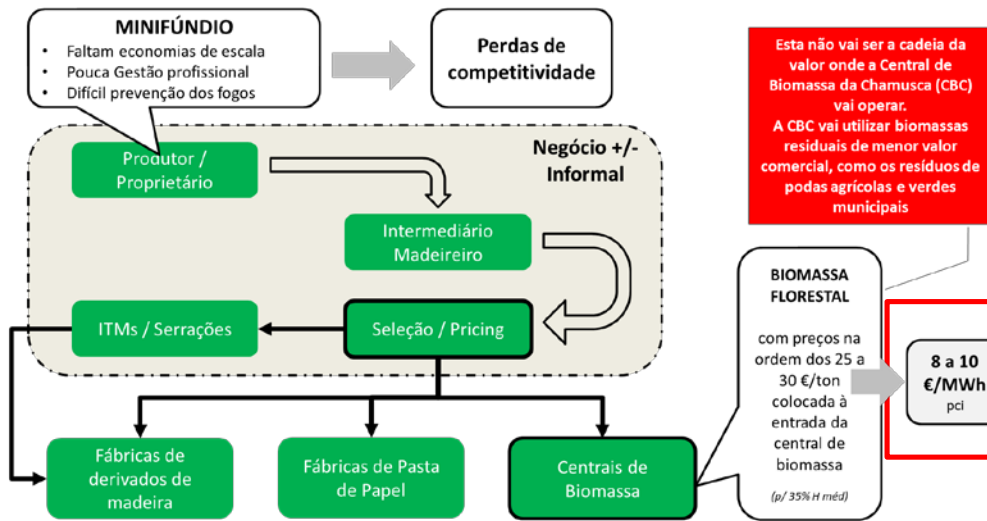 MINIFÚNDIO
• Faltam economias de escala
• Pouca Gestão profissional
• Difícil prevenção dos fogos
Perdas de
competitividade
Esta não vai ser a cadeia da
valor onde a Central de
Biomassa da Chamusca (CBC)
vai operar.
A CBC vai utilizar biomassas
residuais de menor valor
comercial, como os resíduos de
podas agrícolas e verdes
municipais
Produtor /
Proprietário
Negócio +/-
Informal
Intermediário
Madeireiro
ITMs / Serrações
Seleção / Pricing
BIOMASSA
FLORESTAL
com preços na
ordem dos 25 a
30 €/ton
colocada à
entrada da
central de
biomassa
(p/ 35% H méd)
8 a 10
€/MWh
pci
Fábricas de
derivados de
madeira
Fábricas de Pasta
de Papel
Centrais de
Biomassa